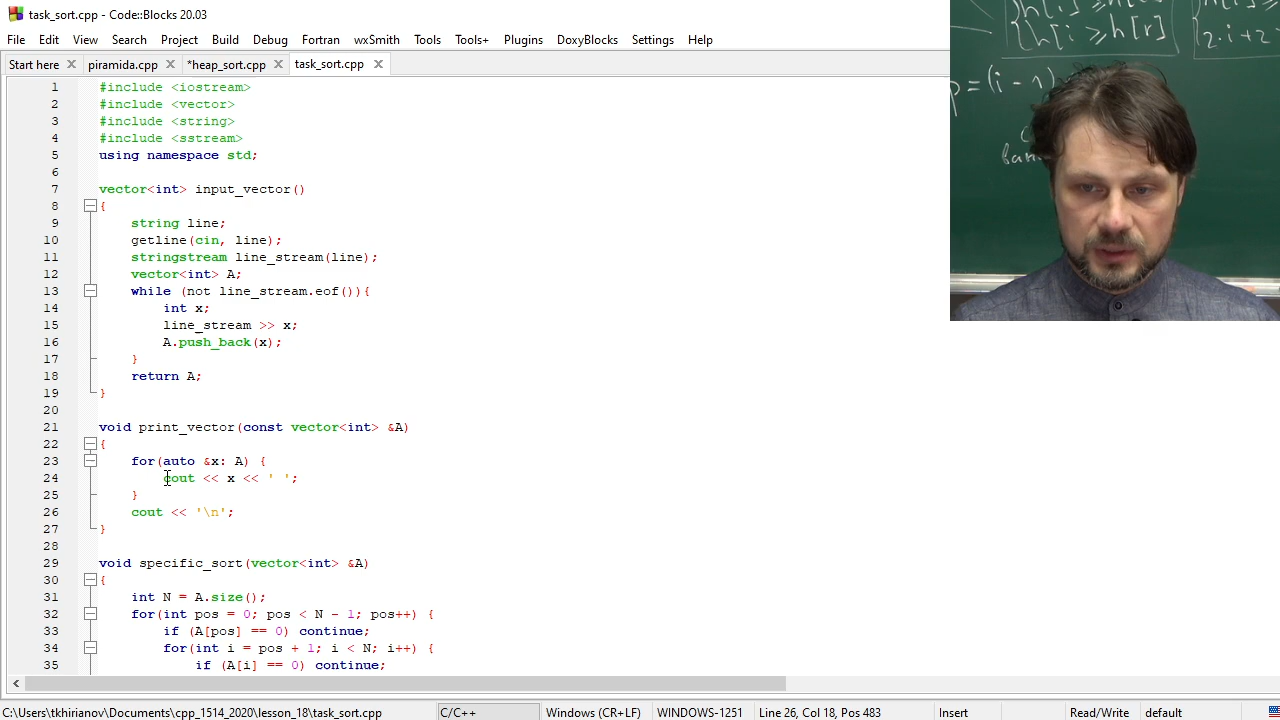 task_sort.cpp - Code::Blocks 20.03
File Edit View Search Project Build Debug Fortran wxSmith Tools Tools+ Plugins DoxyBlocks Settings Help
Start here piramida.cpp *heap_sort.cpp task_sort.cpp
1 #include <iostream>
2 #include <vector>
3 #include <string>
4 #include <sstream>
5 using namespace std;
6
7 vector<int> input_vector()
8 {
9 string line;
10 getline(cin, line);
11 stringstream line_stream(line);
12 vector<int> A;
13 while (not line_stream.eof()){
14 int x;
15 line_stream >> x;
16 A.push_back(x);
17 }
18 return A;
19 }
20
21 void print_vector(const vector<int> &A)
22 {
23 for(auto &x: A) {
24 cout << x << ' ';
25 }
26 cout << '\n';
27 }
28
29 void specific_sort(vector<int> &A)
30 {
31 int N = A.size();
32 for(int pos = 0; pos < N - 1; pos++) {
33 if (A[pos] == 0) continue;
34 for(int i = pos + 1; i < N; i++) {
35 if (A[i] == 0) continue;
{h[i ≥h[r]
2·i+2
p=(i-1)
C:\Users\tkhirianov\Documents\cpp_1514_2020\lesson_18\task_sort.cpp C/C++ Windows (CR+LF) WINDOWS-1251 Line 26, Col 18, Pos 483 Insert Read/Write default